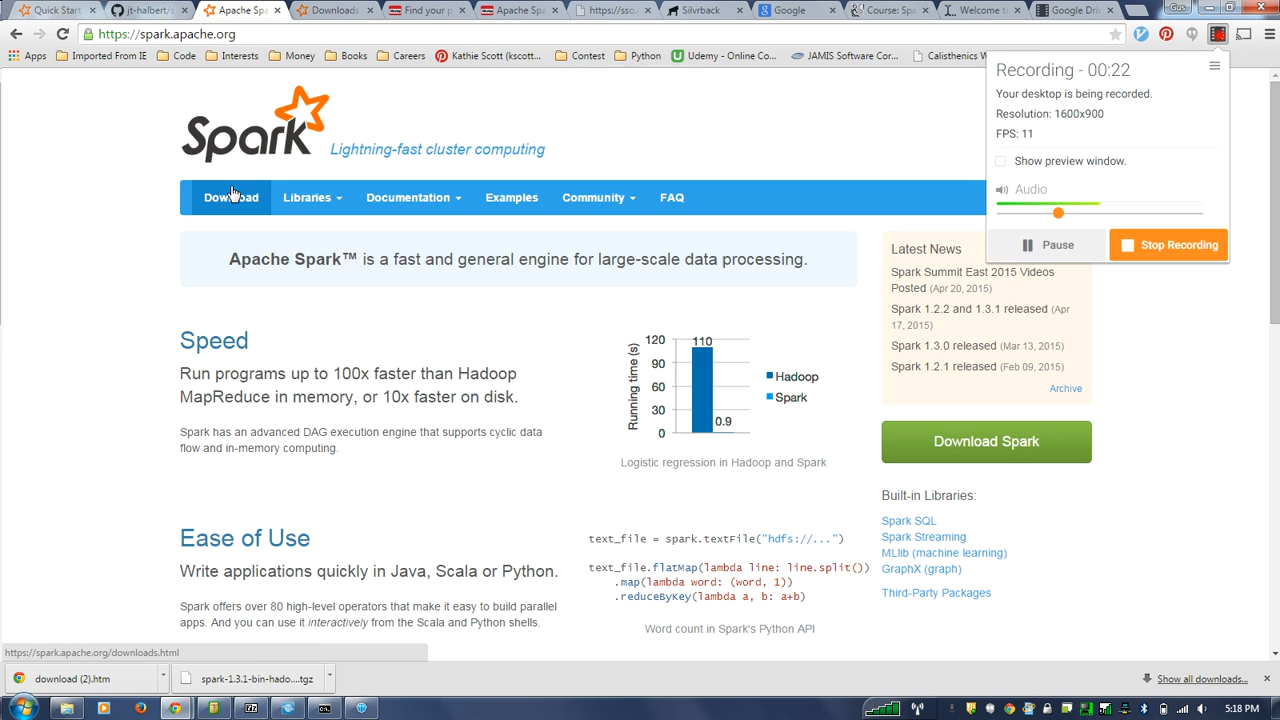 Quick Start
jt-halbert/s
Apache Spa
Downloads
Find your p
Apache Spa
https://sso.
Silvrback
Google
Course: Sp
Welcome t
Google Dr
Gus
https://spark.apache.org
Apps
Imported From IE
Code
Interests
Money
Books
Careers
Kathie Scott (scottc...
Contest
Python
Udemy - Online Co...
JAMIS Software Cor...
Calisthenics W
Recording - 00:22
Your desktop is being recorded.
Resolution: 1600x900
FPS: 11
Show preview window.
Audio
Pause
Stop Recording
Spark
Lightning-fast cluster computing
Download
Libraries
Documentation
Examples
Community
FAQ
Apache Spark™ is a fast and general engine for large-scale data processing.
Latest News
Spark Summit East 2015 Videos
Posted (Apr 20, 2015)
Spark 1.2.2 and 1.3.1 released (Apr
17, 2015)
Spark 1.3.0 released (Mar 13, 2015)
Spark 1.2.1 released (Feb 09, 2015)
Archive
Speed
Run programs up to 100x faster than Hadoop
MapReduce in memory, or 10x faster on disk.
Spark has an advanced DAG execution engine that supports cyclic data
flow and in-memory computing.
Running time (s)
120
90
60
30
0
110
0.9
Hadoop
Spark
Logistic regression in Hadoop and Spark
Download Spark
Built-in Libraries:
Spark SQL
Spark Streaming
MLlib (machine learning)
GraphX (graph)
Third-Party Packages
Ease of Use
Write applications quickly in Java, Scala or Python.
Spark offers over 80 high-level operators that make it easy to build parallel
apps. And you can use it interactively from the Scala and Python shells.
text_file = spark.textFile("hdfs://...")
text_file.flatMap(lambda line: line.split())
.map(lambda word: (word, 1))
.reduceByKey(lambda a, b: a+b)
Word count in Spark's Python API
https://spark.apache.org/downloads.html
download (2).htm
spark-1.3.1-bin-hado....tgz
Show all downloads...
5:18 PM